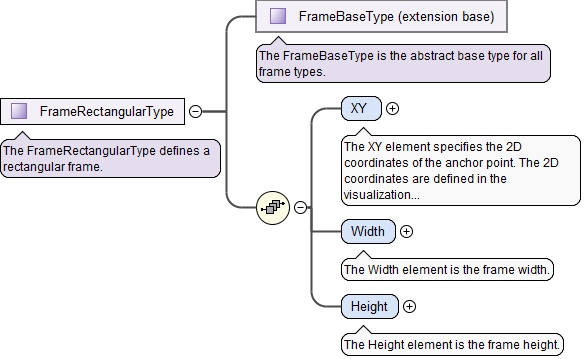 FrameBaseType (extension base)
The FrameBaseType is the abstract base type for all
frame types.
FrameRectangularType
The FrameRectangularType defines a
rectangular frame.
XY
The XY element specifies the 2D
coordinates of the anchor point. The 2D
coordinates are defined in the
visualization...
Width
The Width element is the frame width.
Height
The Height element is the frame height.